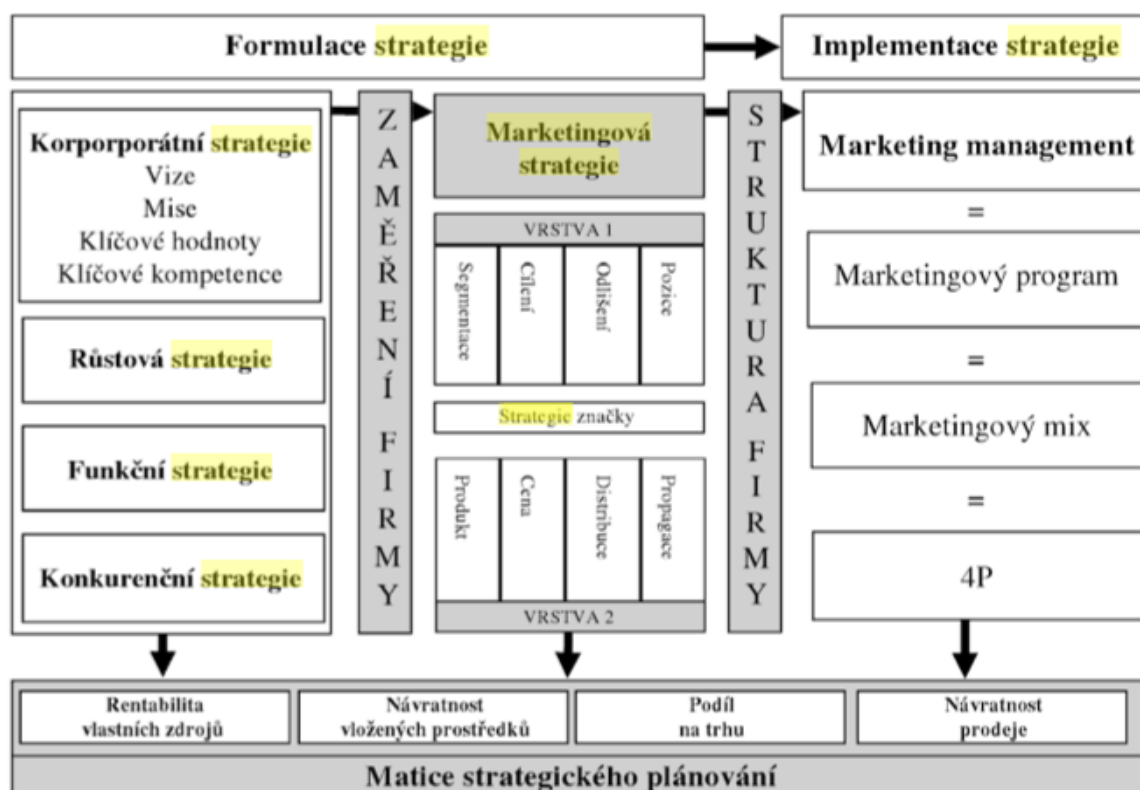 Formulace strategie
Implementace strategie
Korporporátní strategie
Vize
Mise
Klíčové hodnoty
Klíčové kompetence
Růstová strategie
Funkční strategie
Konkurenční strategie
ZAMĚŘENÍ FIRMY
Marketingová
strategie
VRSTVA 1
Segmentace
Cílení
Odlišení
Pozice
Strategie značky
Produkt
Cena
Distribuce
Propagace
VRSTVA 2
STRUKTURA FIRMY
Marketing management
=
Marketingový program
=
Marketingový mix
=
4P
Rentabilita
vlastních zdrojů
Návratnost
vložených prostředků
Podíl
na trhu
Návratnost
prodeje
Matice strategického plánování